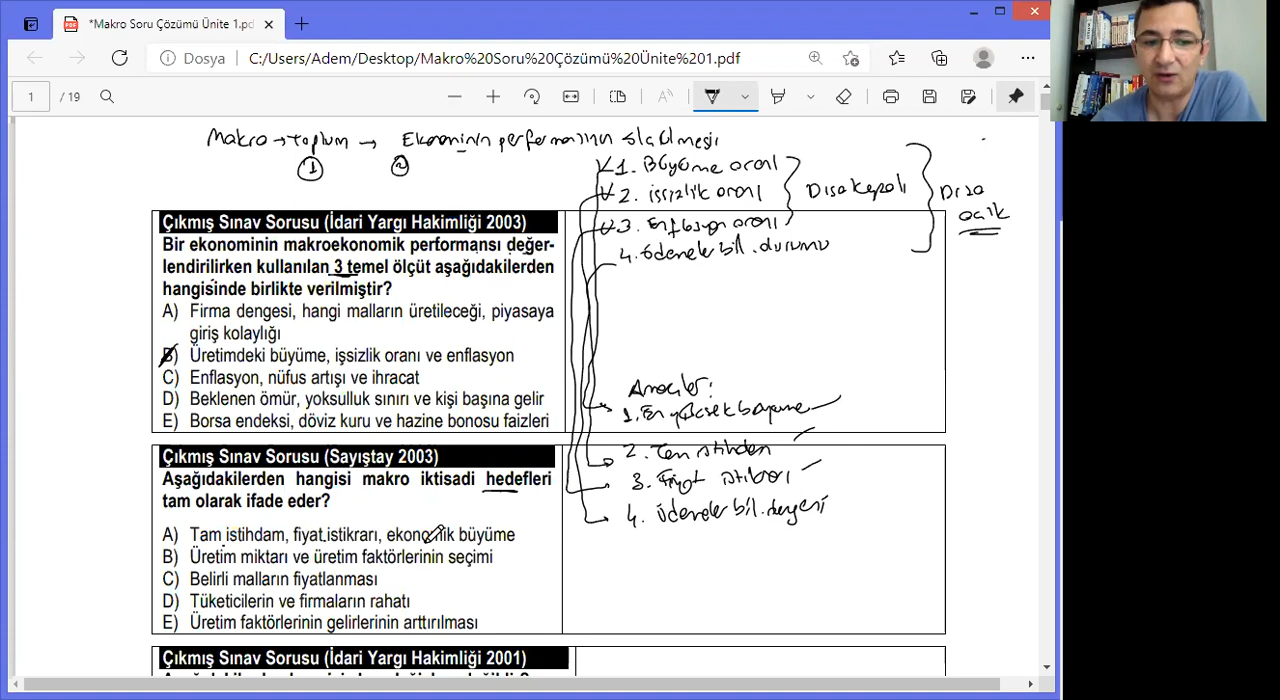 *Makro Soru Çözümü Ünite 1.pd
Dosya
C:/Users/Adem/Desktop/Makro%20Soru%20Çözümü%20Ünite%201.pdf
1 / 19
Makro → toplum → Ekonominin performansının ölçülmesi
1 2
1. Büyüme oranı
2. işsizlik oranı
3. Enflasyon oranı
4. Ödemeler bil. durumu
Dışa kapalı
Dışa
açık
Çıkmış Sınav Sorusu (İdari Yargı Hakimliği 2003)
Bir ekonominin makroekonomik performansı değer-
lendirilirken kullanılan 3 temel ölçüt aşağıdakilerden
hangisinde birlikte verilmiştir?
A) Firma dengesi, hangi malların üretileceği, piyasaya
giriş kolaylığı
B) Üretimdeki büyüme, işsizlik oranı ve enflasyon
C) Enflasyon, nüfus artışı ve ihracat
D) Beklenen ömür, yoksulluk sınırı ve kişi başına gelir
E) Borsa endeksi, döviz kuru ve hazine bonosu faizleri
Amaçlar:
1. En yüksek büyüme
2. Tam istihdam
3. Fiyat istikrarı
4. Ödemeler bil. dengesi
Çıkmış Sınav Sorusu (Sayıştay 2003)
Aşağıdakilerden hangisi makro iktisadi hedefleri
tam olarak ifade eder?
A) Tam istihdam, fiyat istikrarı, ekonomik büyüme
B) Üretim miktarı ve üretim faktörlerinin seçimi
C) Belirli malların fiyatlanması
D) Tüketicilerin ve firmaların rahatı
E) Üretim faktörlerinin gelirlerinin arttırılması
Çıkmış Sınav Sorusu (İdari Yargı Hakimliği 2001)